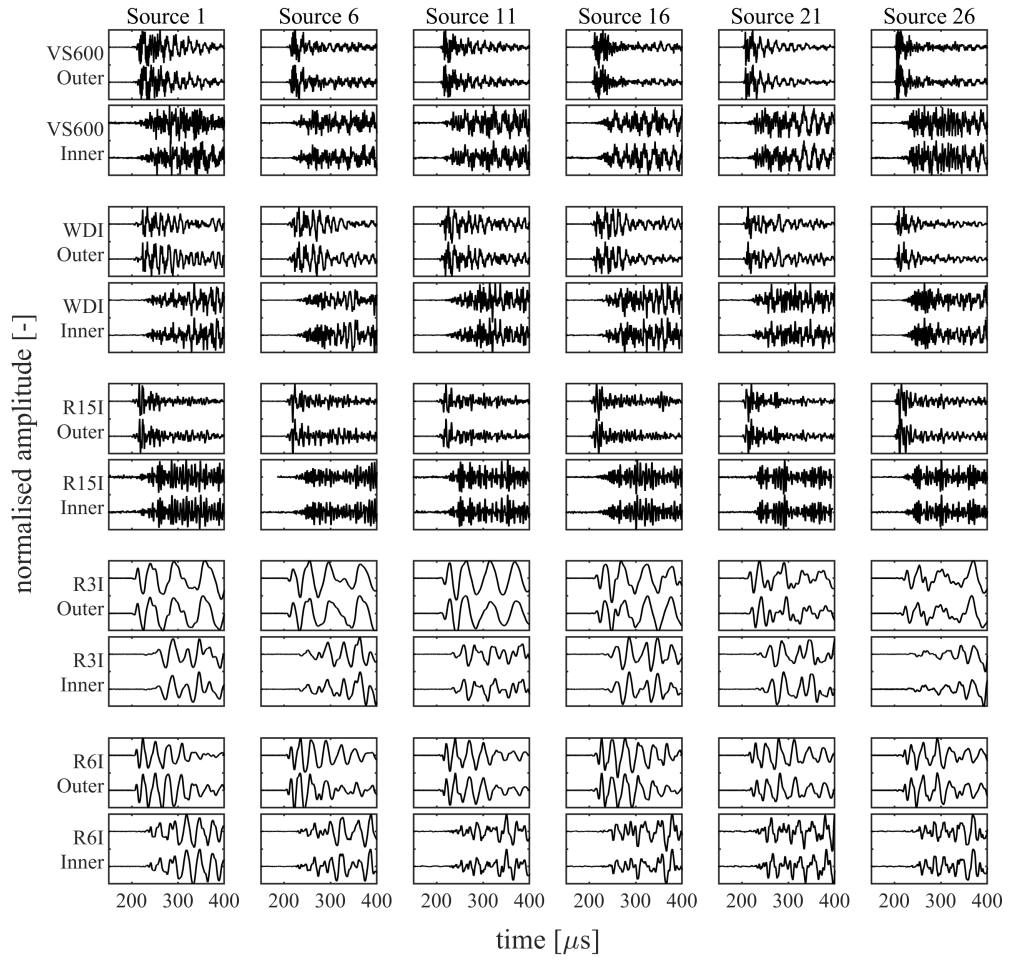 Source 1 Source 6 Source 11 Source 16 Source 21 Source 26
VS600
Outer
VS600
Inner
WDI
Outer
WDI
Inner
R15I
Outer
R15I
Inner
R3I
Outer
R3I
Inner
R6I
Outer
R6I
Inner
normalised amplitude [-]
200 300 400 200 300 400 200 300 400 200 300 400 200 300 400 200 300 400
time [μs]